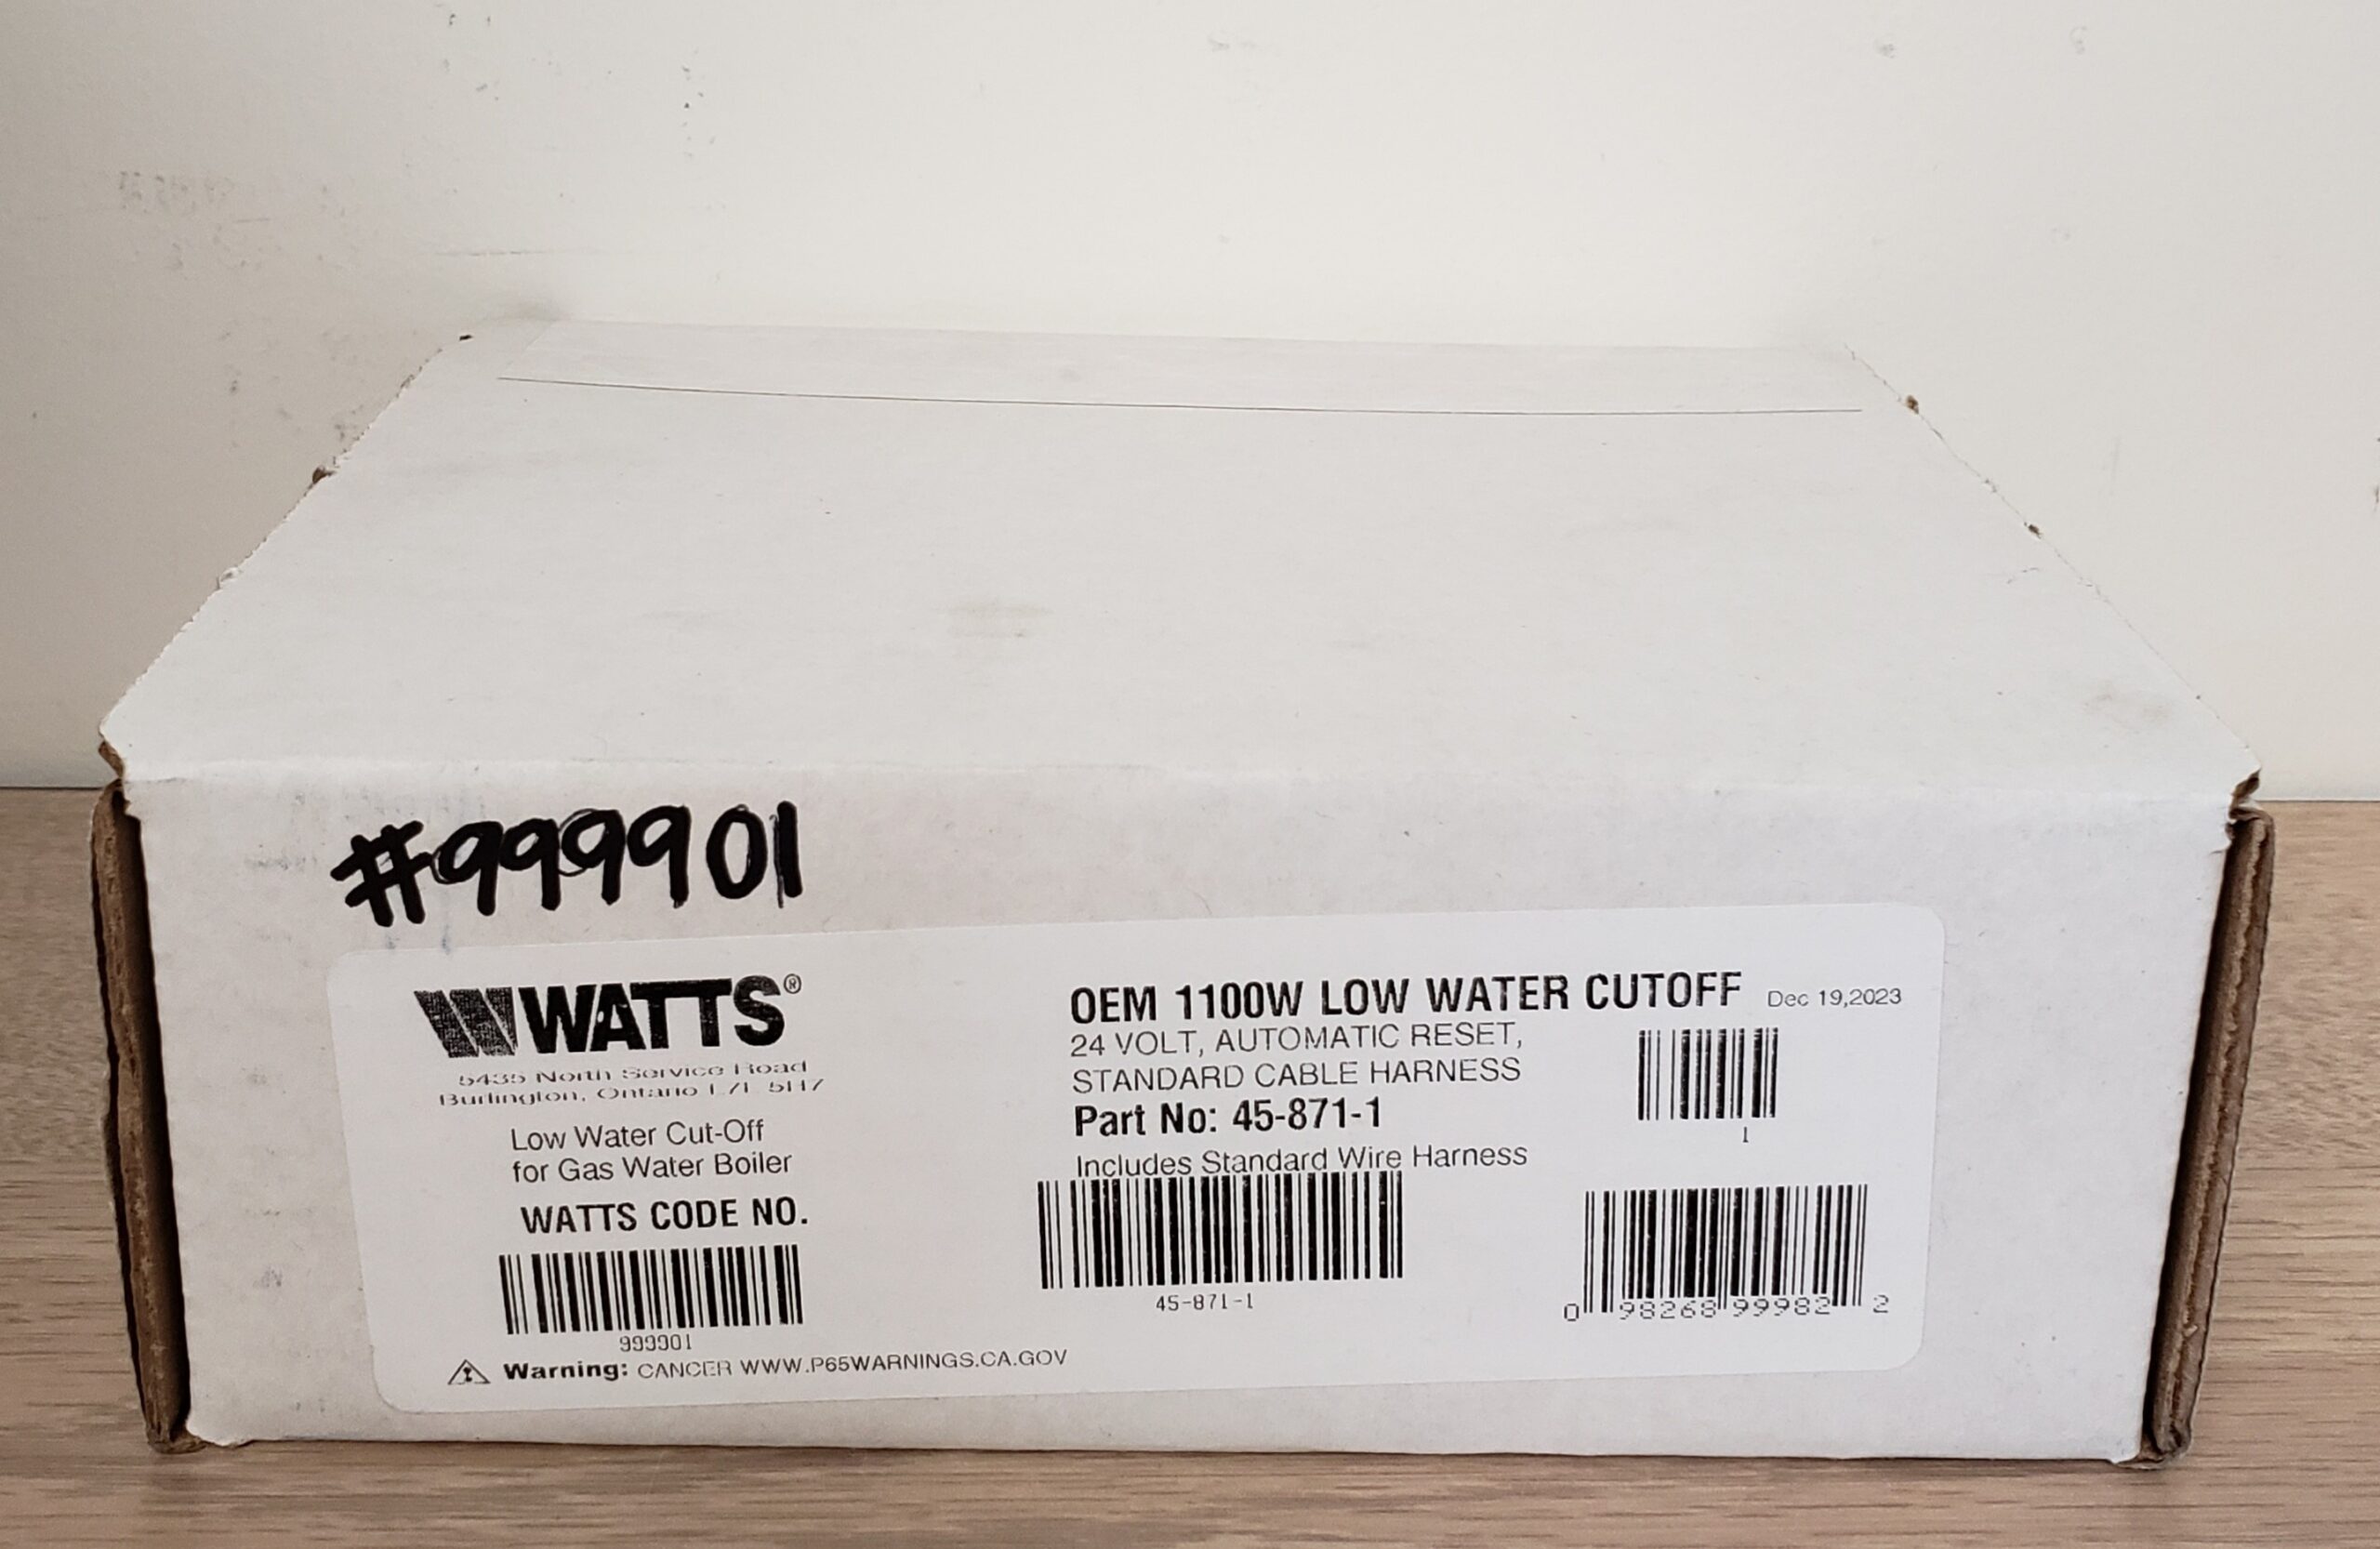 #999901
WATTS®
5435 North Service Road
Burlington, Ontario L7L 5H7
Low Water Cut-Off
for Gas Water Boiler
WATTS CODE NO.
999901
Warning: CANCER WWW.P65WARNINGS.CA.GOV
OEM 1100W LOW WATER CUTOFF Dec 19,2023
24 VOLT, AUTOMATIC RESET,
STANDARD CABLE HARNESS
Part No: 45-871-1
Includes Standard Wire Harness
45-871-1
1
0 98268 99982 2